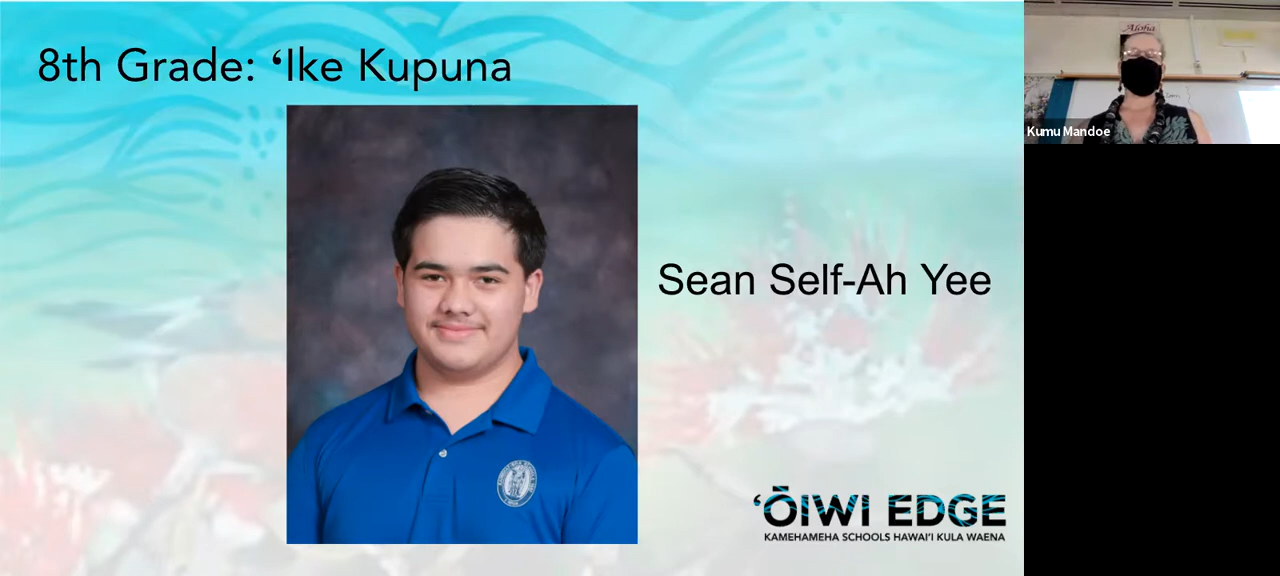 8th Grade: ʻIke Kupuna
Aloha
Kumu Mandoe
Sean Self-Ah Yee
ʻŌIWI EDGE
KAMEHAMEHA SCHOOLS HAWAIʻI KULA WAENA